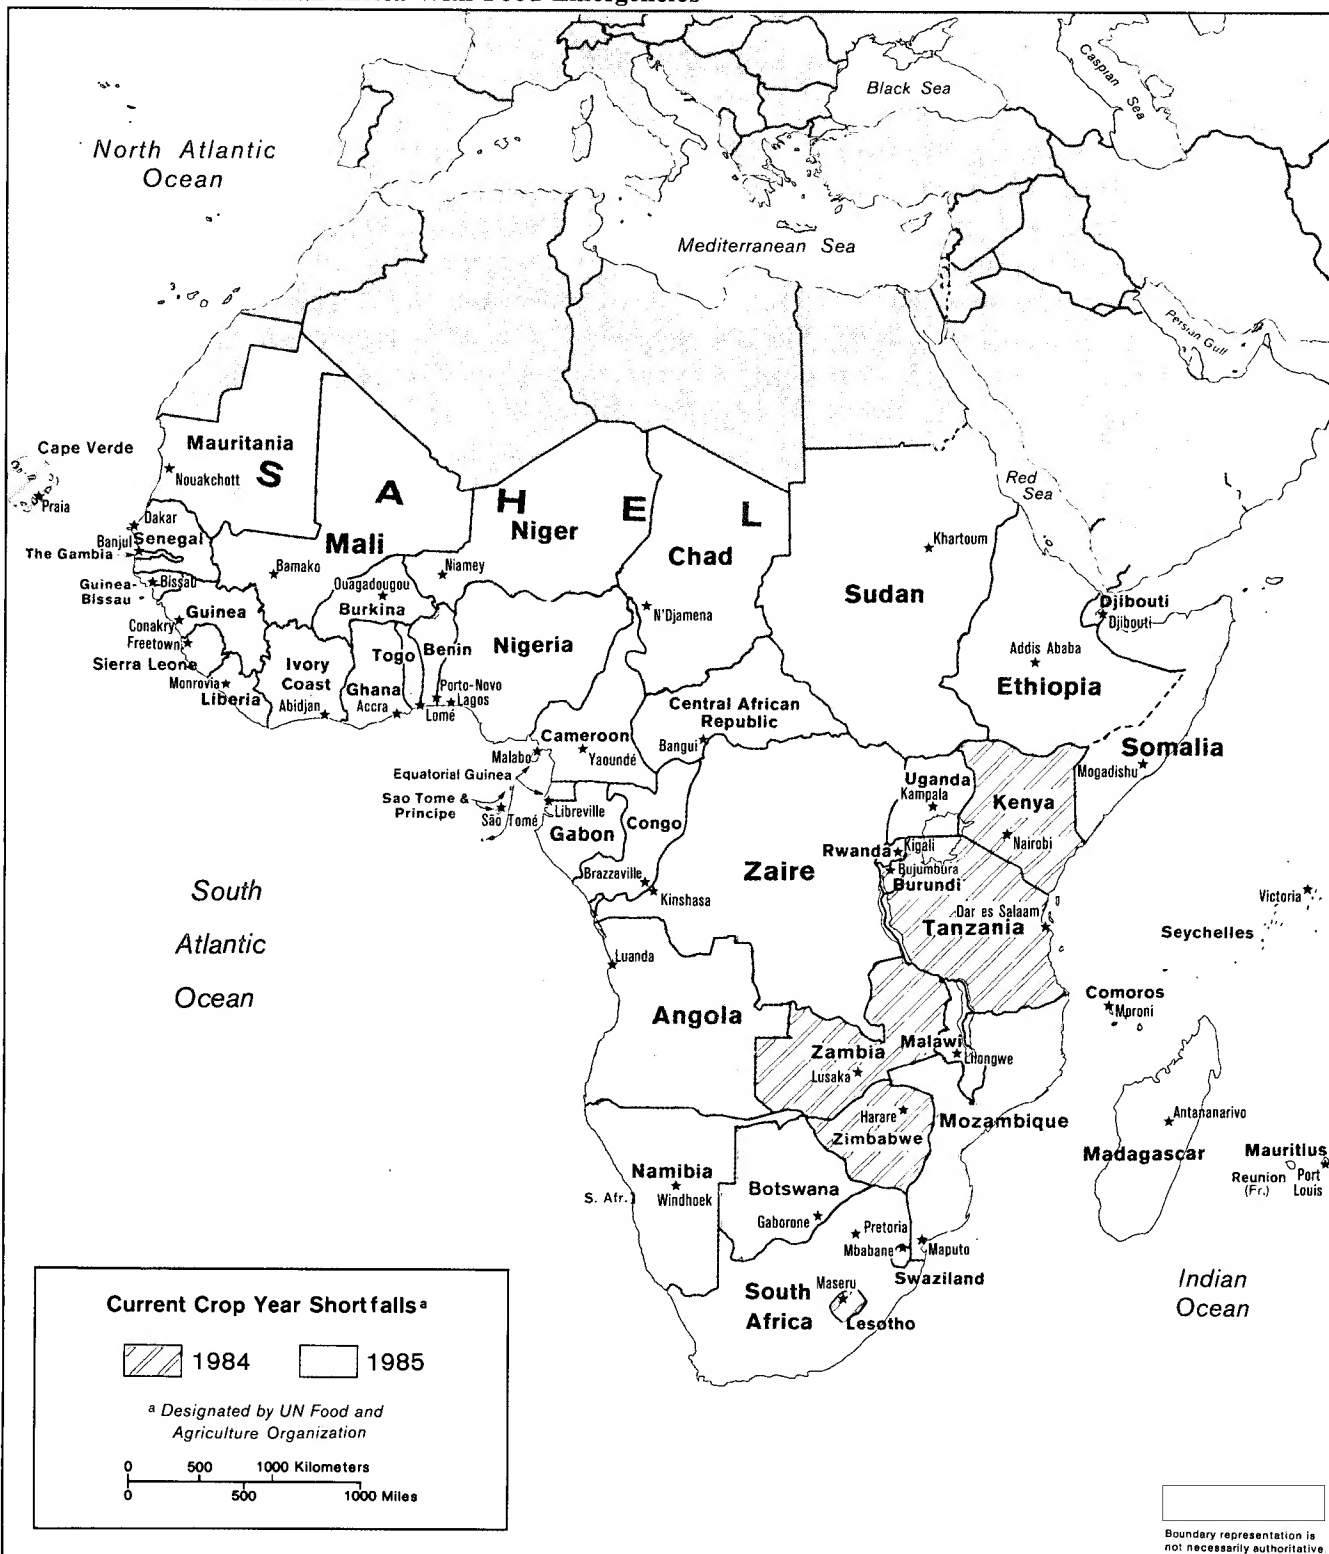 With Food Emergencies
Black Sea
Caspian Sea
North Atlantic
Ocean
Mediterranean Sea
Persian Gulf
Cape Verde
Praia
Mauritania
Nouakchott
S A H E L
Red
Sea
Dakar
Senegal
Banjul
The Gambia
Mali
Bamako
Niger
Niamey
Chad
N'Djamena
Khartoum
Sudan
Guinea-
Bissau
Bissau
Ouagadougou
Burkina
Djibouti
Djibouti
Guinea
Conakry
Freetown
Sierra Leone
Monrovia
Liberia
Ivory
Coast
Abidjan
Ghana
Accra
Togo
Benin
Porto-Novo
Lagos
Lomé
Nigeria
Addis Ababa
Ethiopia
Central African
Republic
Bangui
Cameroon
Yaoundé
Malabo
Equatorial Guinea
Sao Tome &
Principe
São Tomé
Libreville
Gabon
Congo
Brazzaville
Kinshasa
Somalia
Mogadishu
Uganda
Kampala
Kenya
Nairobi
Rwanda
Kigali
Bujumbura
Burundi
Zaire
Dar es Salaam
Tanzania
Victoria
Seychelles
South
Atlantic
Ocean
Luanda
Angola
Comoros
Moroni
Zambia
Lusaka
Malawi
Lilongwe
Harare
Zimbabwe
Mozambique
Antananarivo
Madagascar
Mauritius
Reunion
(Fr.)
Port
Louis
Namibia
Windhoek
S. Afr.
Botswana
Gaborone
Pretoria
Mbabane
Maputo
Swaziland
South
Africa
Maseru
Lesotho
Indian
Ocean
Current Crop Year Shortfalls a
1984 1985
a Designated by UN Food and
Agriculture Organization
0 500 1000 Kilometers
0 500 1000 Miles
Boundary representation is
not necessarily authoritative.